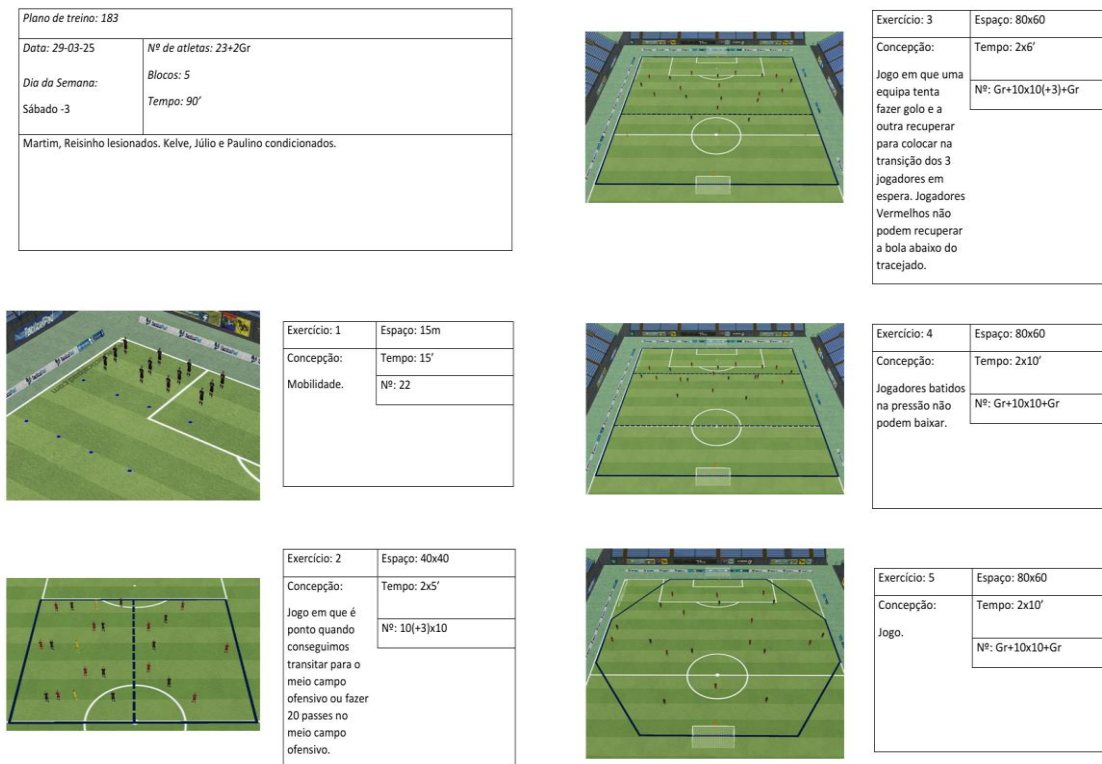 Plano de treino: 183
Data: 29-03-25
Dia da Semana:
Sábado -3
Nº de atletas: 23+2Gr
Blocos: 5
Tempo: 90’
Martim, Reisinho lesionados. Kelve, Júlio e Paulino condicionados.
Exercício: 1
Espaço: 15m
Concepção:
Mobilidade.
Tempo: 15’
Nº: 22
Exercício: 2
Espaço: 40x40
Concepção:
Jogo em que é
ponto quando
conseguimos
transitar para o
meio campo
ofensivo ou fazer
20 passes no
meio campo
ofensivo.
Tempo: 2x5’
Nº: 10(+3)x10
Exercício: 3
Espaço: 80x60
Concepção:
Jogo em que uma
equipa tenta
fazer golo e a
outra recuperar
para colocar na
transição dos 3
jogadores em
espera. Jogadores
Vermelhos não
podem recuperar
a bola abaixo do
tracejado.
Tempo: 2x6’
Nº: Gr+10x10(+3)+Gr
Exercício: 4
Espaço: 80x60
Concepção:
Jogadores batidos
na pressão não
podem baixar.
Tempo: 2x10’
Nº: Gr+10x10+Gr
Exercício: 5
Espaço: 80x60
Concepção:
Jogo.
Tempo: 2x10’
Nº: Gr+10x10+Gr